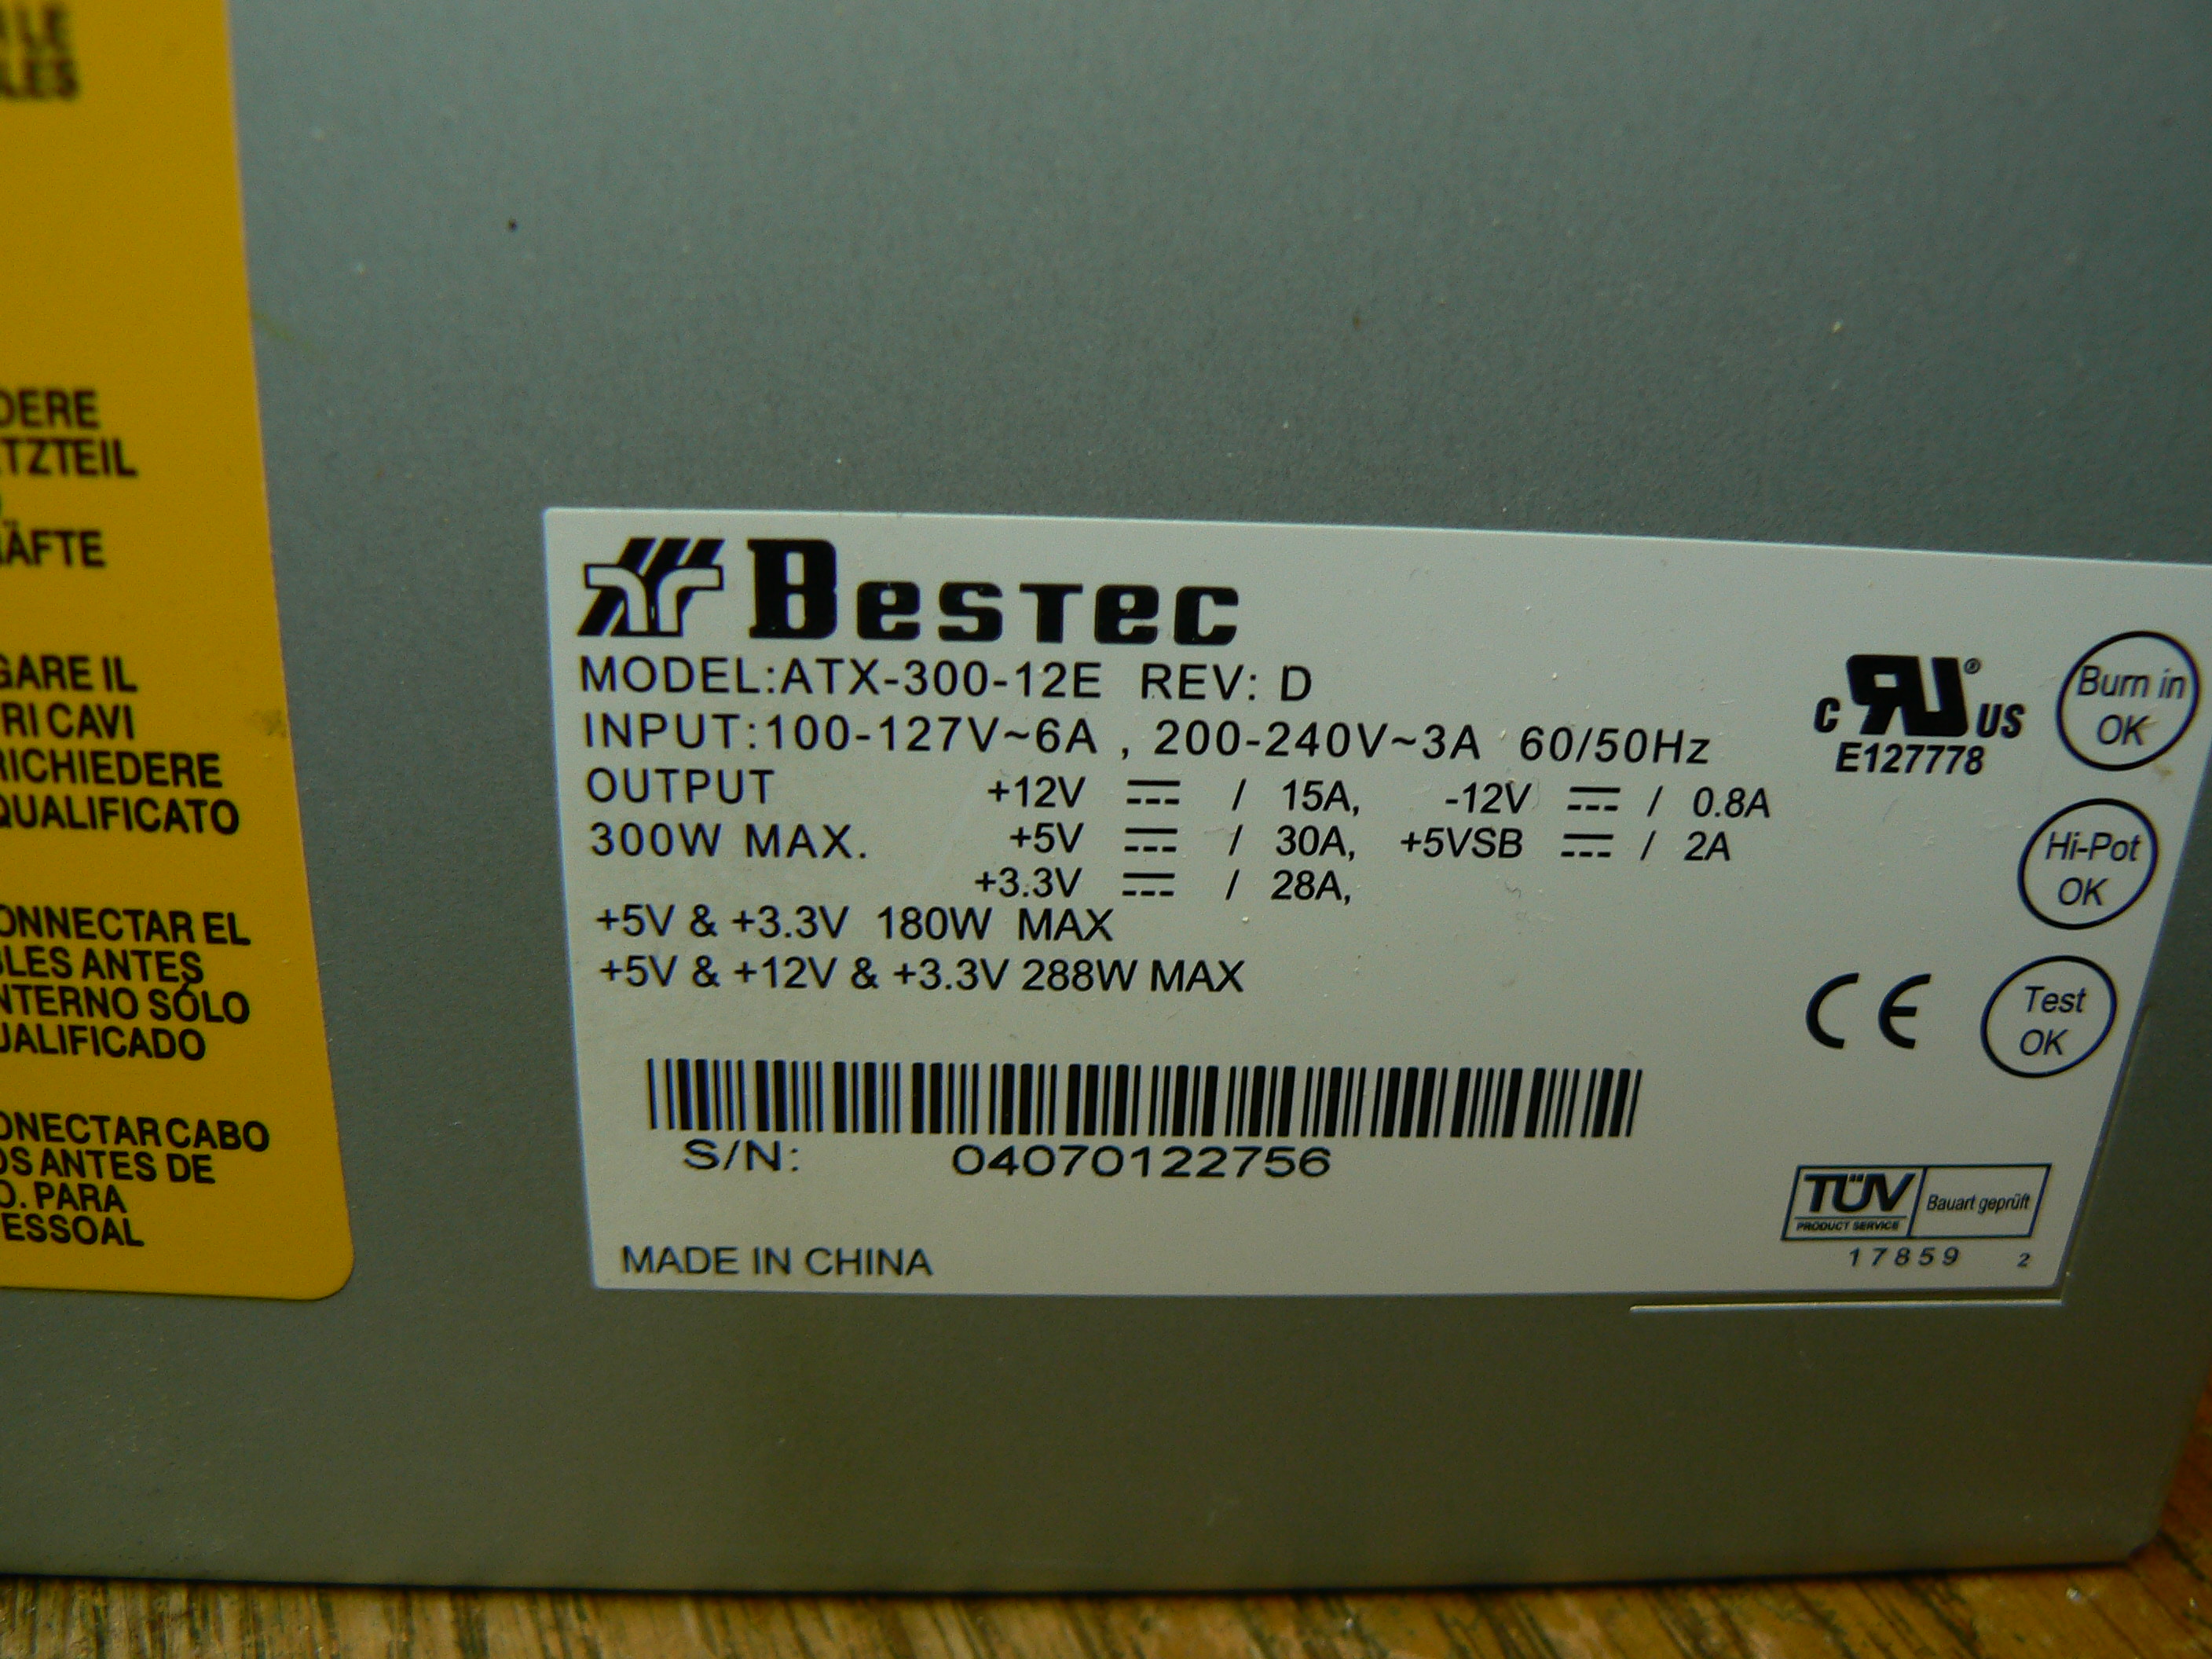 LE
LES
DERE
TZTEIL
ÄFTE
GARE IL
RI CAVI
RICHIEDERE
QUALIFICATO
ONNECTAR EL
BLES ANTES
NTERNO SÓLO
UALIFICADO
ONECTAR CABO
OS ANTES DE
O. PARA
ESSOAL
BESTEC
MODEL:ATX-300-12E REV: D
INPUT:100-127V~6A , 200-240V~3A 60/50Hz
OUTPUT +12V ⎓ / 15A, -12V ⎓ / 0.8A
300W MAX. +5V ⎓ / 30A, +5VSB ⎓ / 2A
+3.3V ⎓ / 28A,
+5V & +3.3V 180W MAX
+5V & +12V & +3.3V 288W MAX
S/N: 04070122756
MADE IN CHINA
c RU ® US
E127778
Burn in
OK
Hi-Pot
OK
CE
Test
OK
TÜV
PRODUCT SERVICE
Bauart geprüft
17859 2